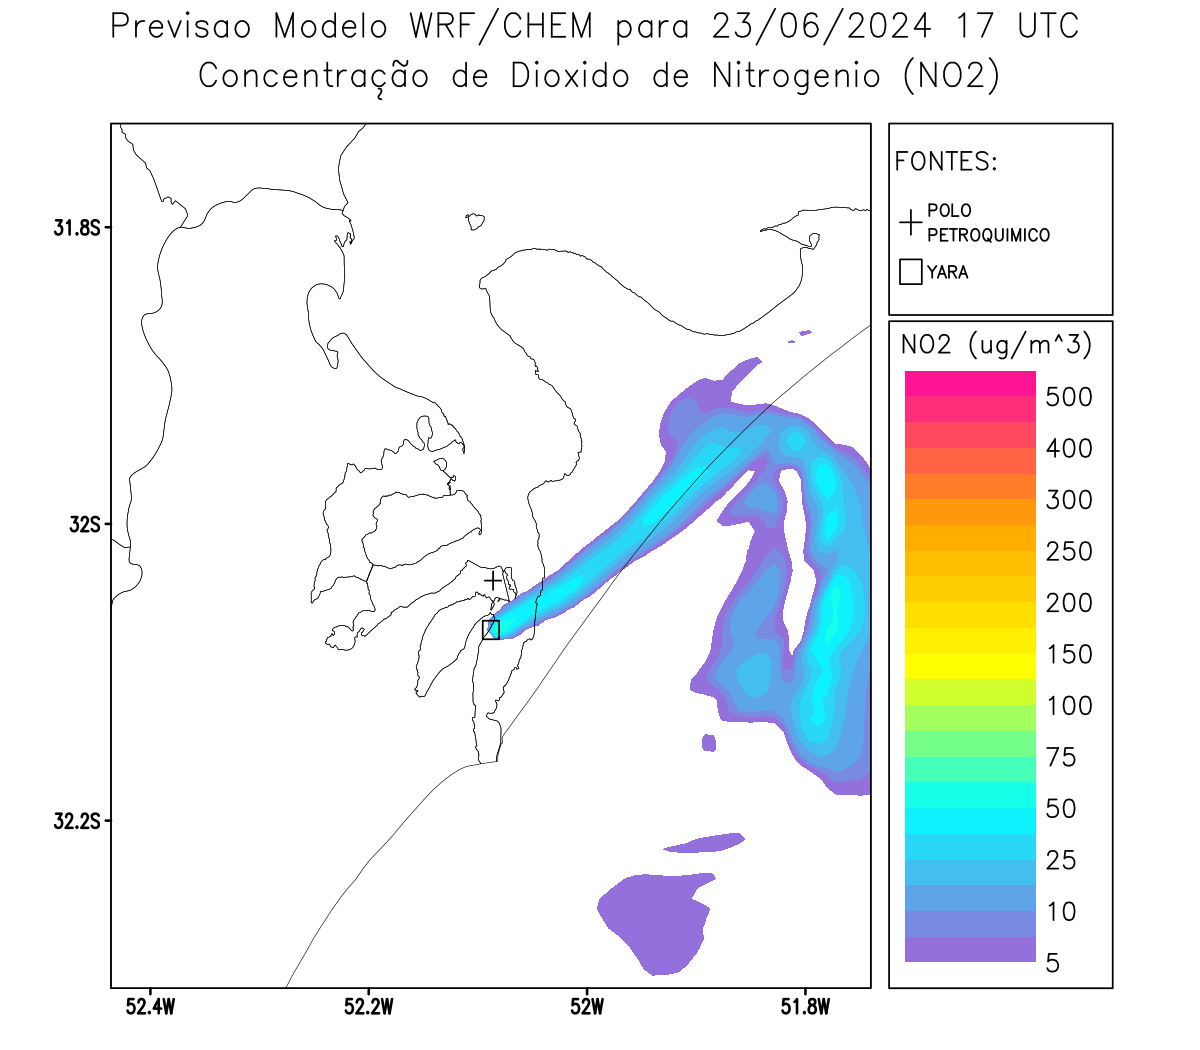 Previsao Modelo WRF/CHEM para 23/06/2024 17 UTC
Concentração de Dioxido de Nitrogenio (NO2)
FONTES:
POLO
PETROQUIMICO
YARA
31.8S
32S
32.2S
52.4W
52.2W
52W
51.8W
NO2 (ug/m^3)
500
400
300
250
200
150
100
75
50
25
10
5